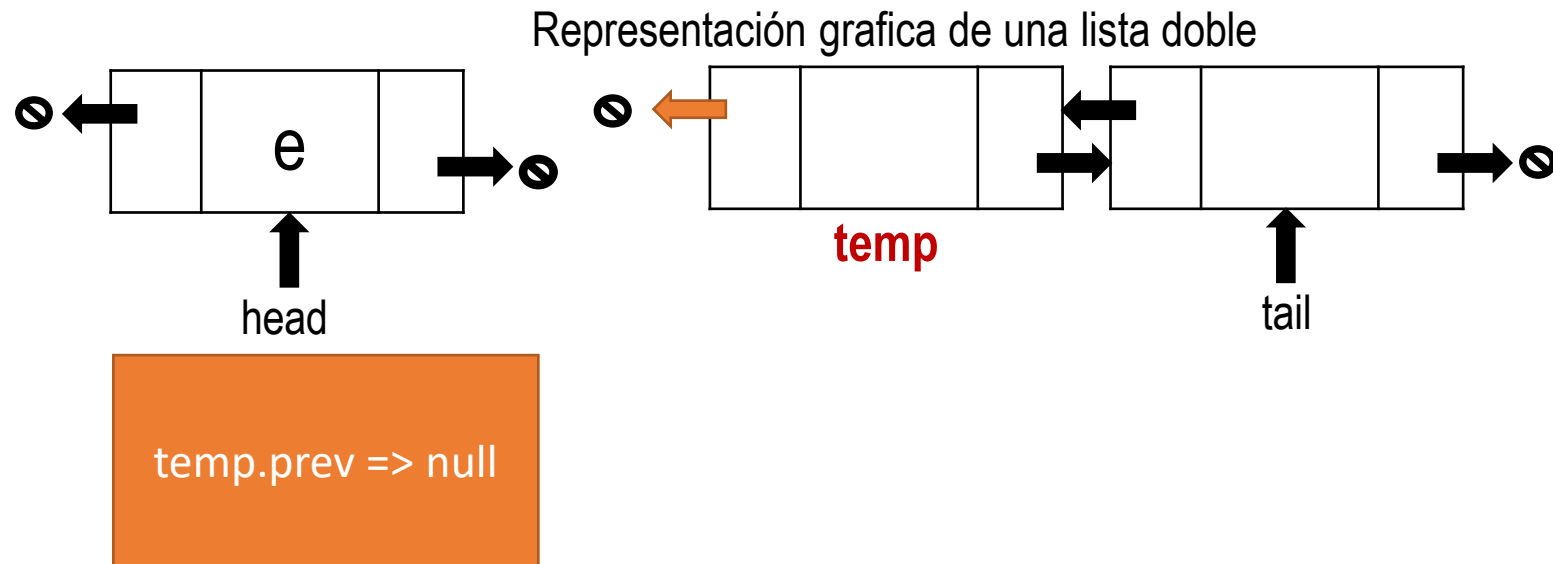 Representación grafica de una lista doble
e
head
temp
tail
temp.prev => null